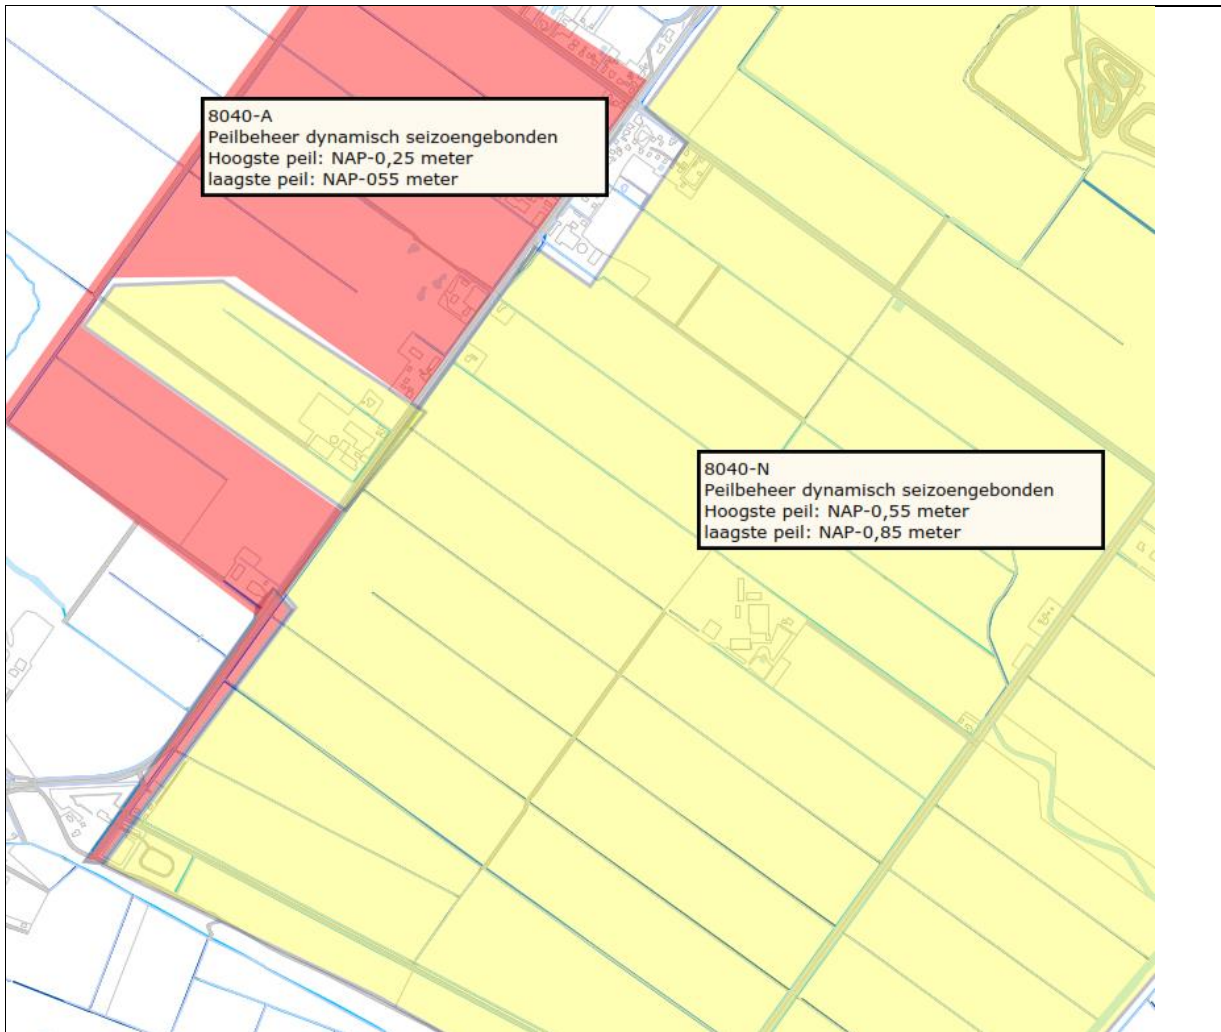 8040-A
Peilbeheer dynamisch seizoengebonden
Hoogste peil: NAP-0,25 meter
laagste peil: NAP-055 meter
8040-N
Peilbeheer dynamisch seizoengebonden
Hoogste peil: NAP-0,55 meter
laagste peil: NAP-0,85 meter